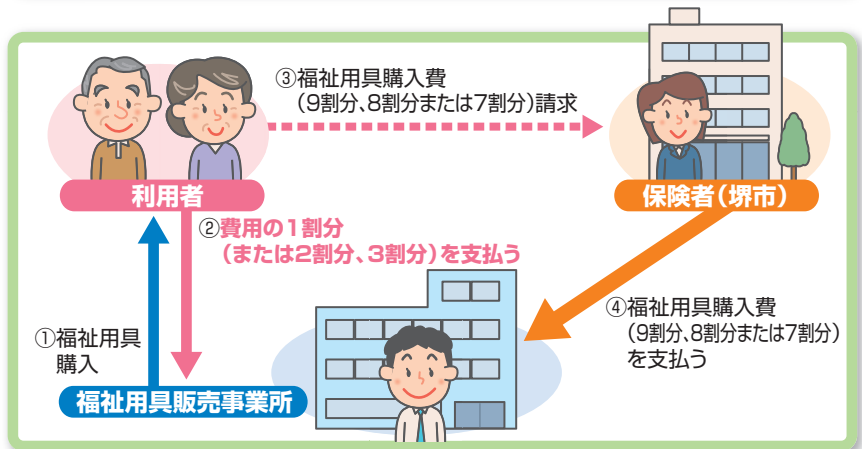 ③福祉用具購入費
(9割分、8割分または7割分)請求
利用者
保険者(堺市)
②費用の1割分
(または2割分、3割分)を支払う
①福祉用具
購入
④福祉用具購入費
(9割分、8割分または7割分)
を支払う
福祉用具販売事業所